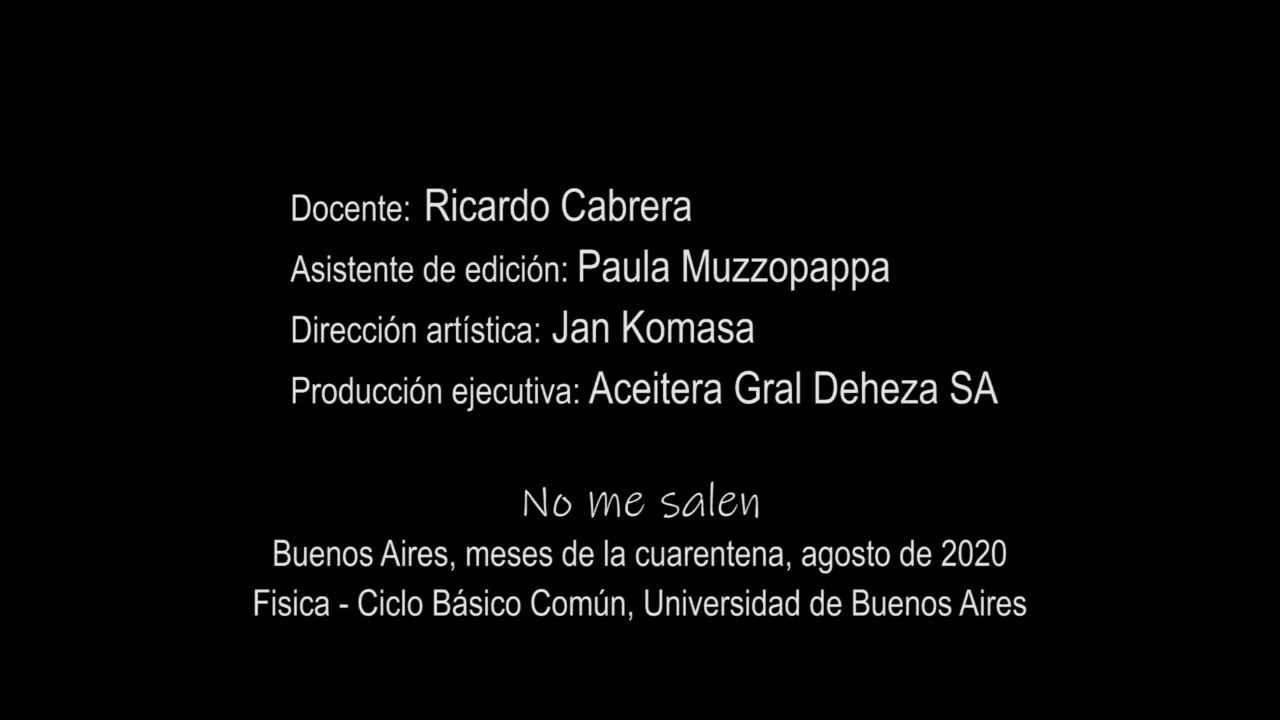 Docente: Ricardo Cabrera
Asistente de edición: Paula Muzzopappa
Dirección artística: Jan Komasa
Producción ejecutiva: Aceitera Gral Deheza SA
No me salen
Buenos Aires, meses de la cuarentena, agosto de 2020
Fisica - Ciclo Básico Común, Universidad de Buenos Aires